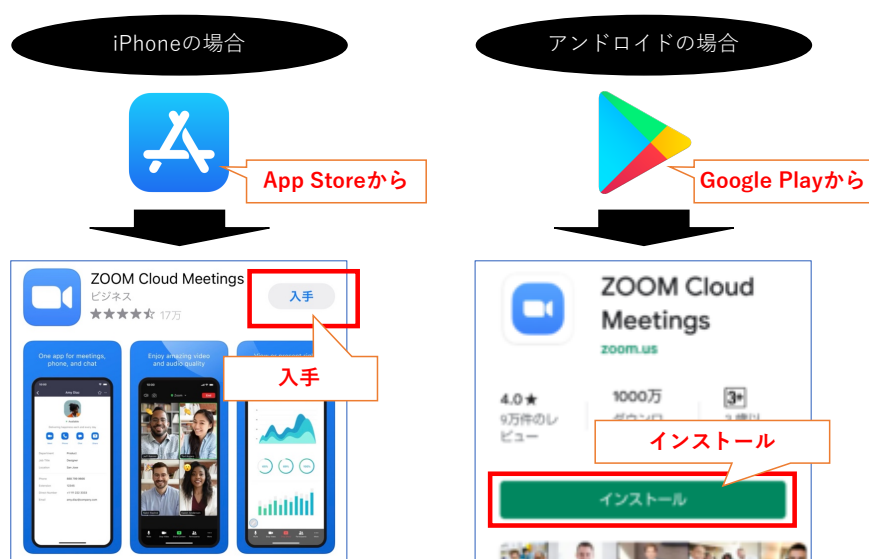 iPhoneの場合
App Storeから
ZOOM Cloud Meetings
ビジネス
17万
入手
入手
One app for meetings,
phone, and chat
Enjoy amazing video
and audio quality
アンドロイドの場合
Google Playから
ZOOM Cloud
Meetings
zoom.us
4.0★
9万件のレ
ビュー
1000万
3+
インストール
インストール